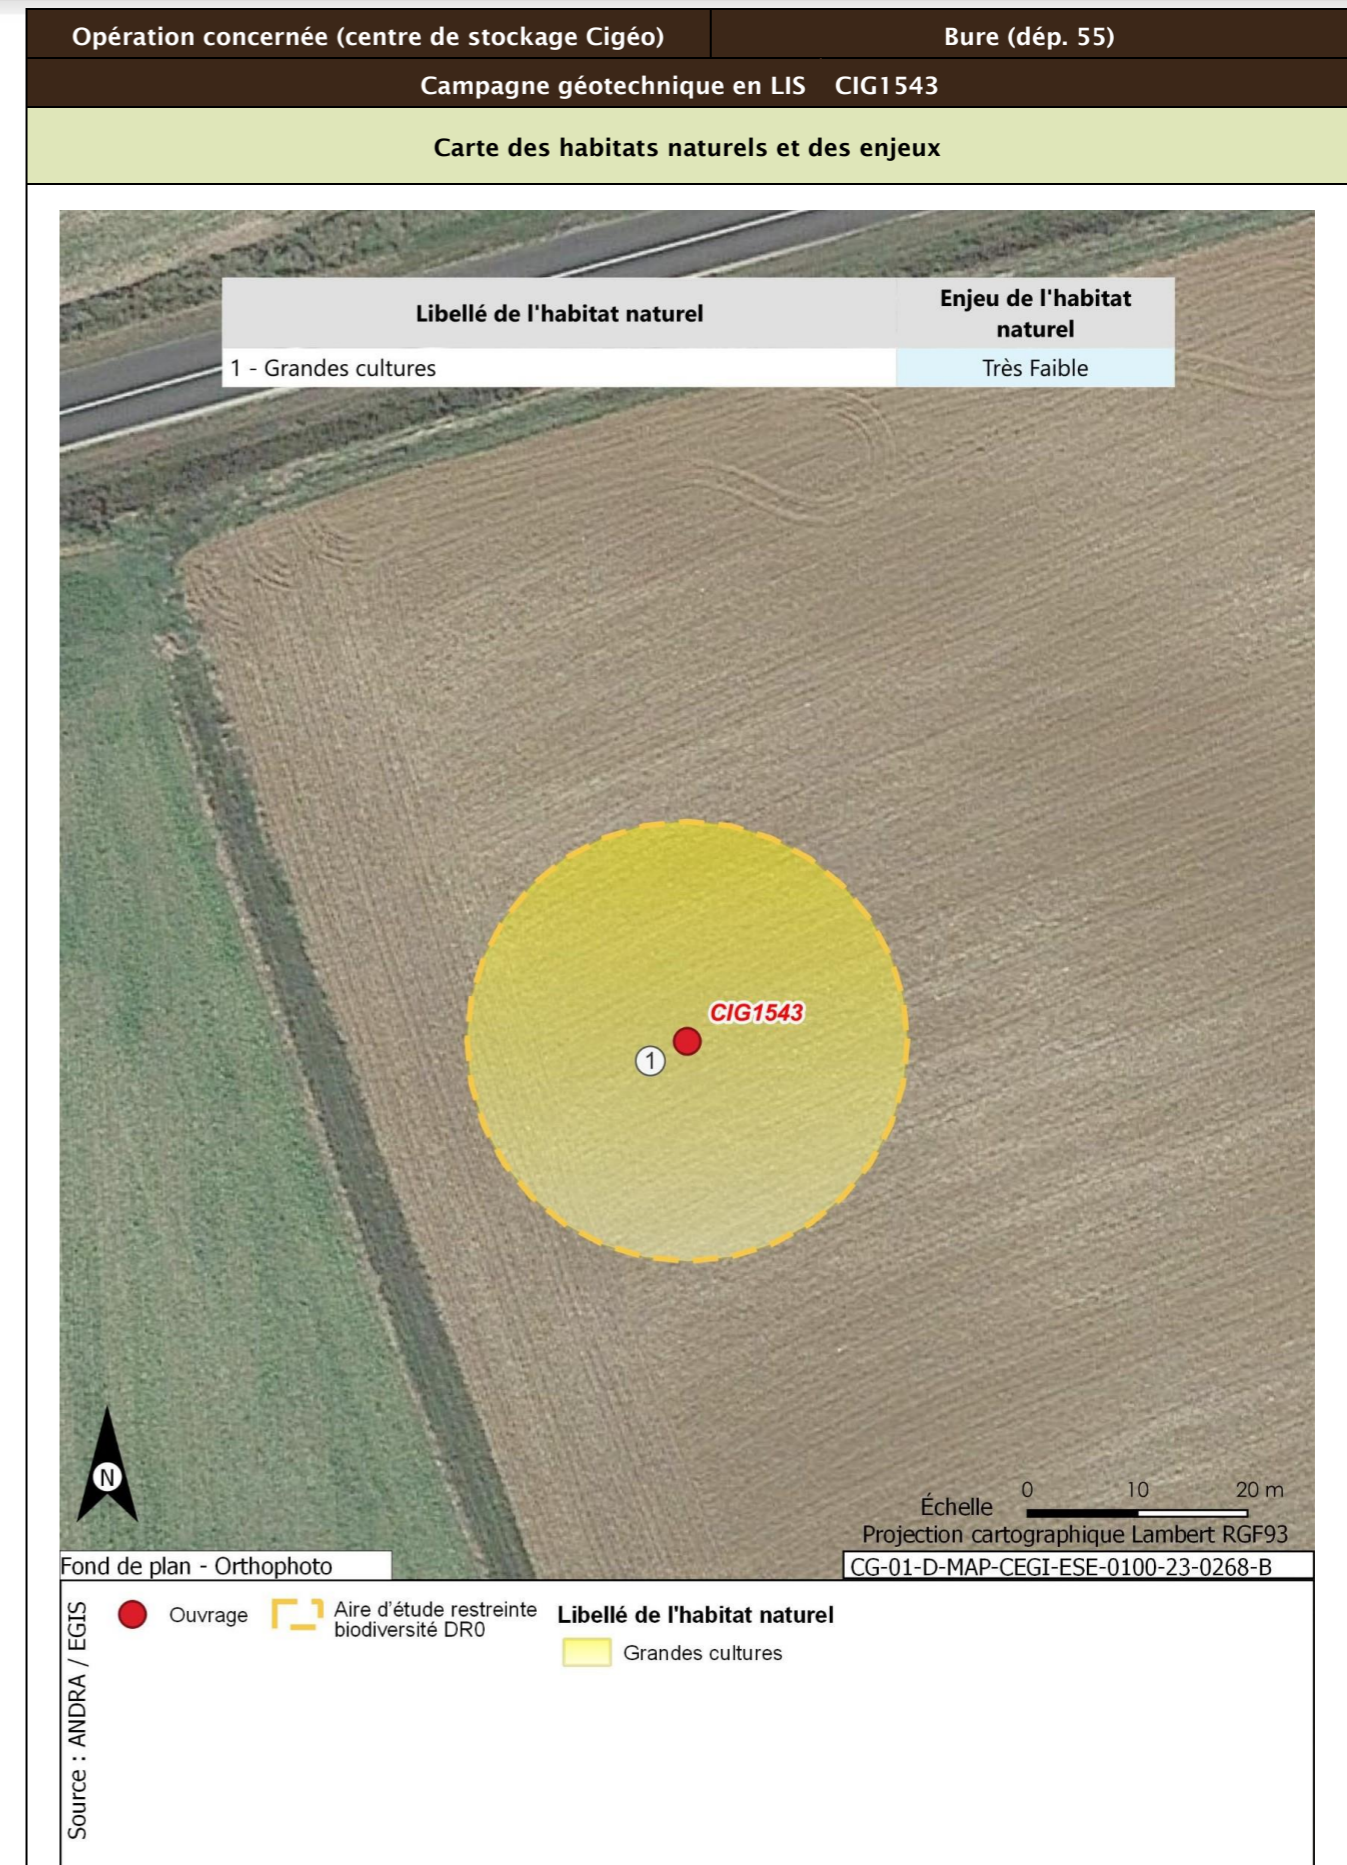 Opération concernée (centre de stockage Cigéo) Bure (dép. 55)
Campagne géotechnique en LIS CIG1543
Carte des habitats naturels et des enjeux
Libellé de l'habitat naturel Enjeu de l'habitat
naturel
1 - Grandes cultures Très Faible
CIG1543
1
N
0 10 20 m
Échelle
Projection cartographique Lambert RGF93
Fond de plan - Orthophoto CG-01-D-MAP-CEGI-ESE-0100-23-0268-B
Source : ANDRA / EGIS
Ouvrage
Aire d'étude restreinte
biodiversité DR0
Libellé de l'habitat naturel
Grandes cultures